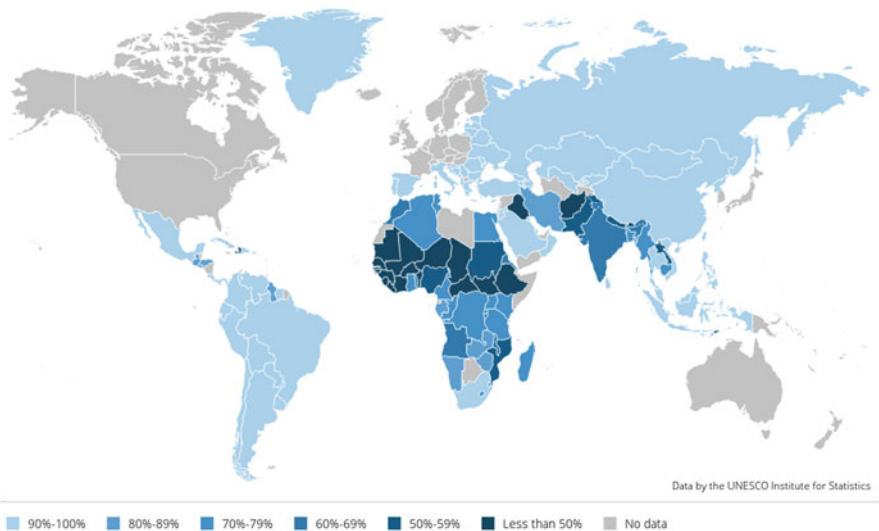 Data by the UNESCO Institute for Statistics
90%-100% 80%-89% 70%-79% 60%-69% 50%-59% Less than 50% No data